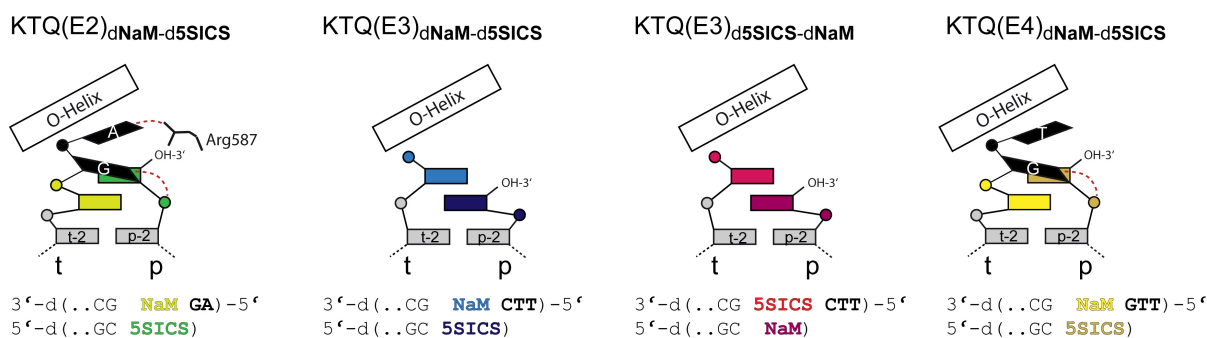 KTQ(E2)dNaM-d5SICS
KTQ(E3)dNaM-d5SICS
KTQ(E3)d5SICS-dNaM
KTQ(E4)dNaM-d5SICS
O-Helix
A
Arg587
G
OH-3‘
t-2
p-2
t
p
O-Helix
OH-3‘
t-2
p-2
t
p
O-Helix
OH-3‘
t-2
p-2
t
p
O-Helix
T
G
OH-3‘
t-2
p-2
t
p
3‘-d(..CG NaM GA)-5‘
5‘-d(..GC 5SICS)
3‘-d(..CG NaM CTT)-5‘
5‘-d(..GC 5SICS)
3‘-d(..CG 5SICS CTT)-5‘
5‘-d(..GC NaM)
3‘-d(..CG NaM GTT)-5‘
5‘-d(..GC 5SICS)